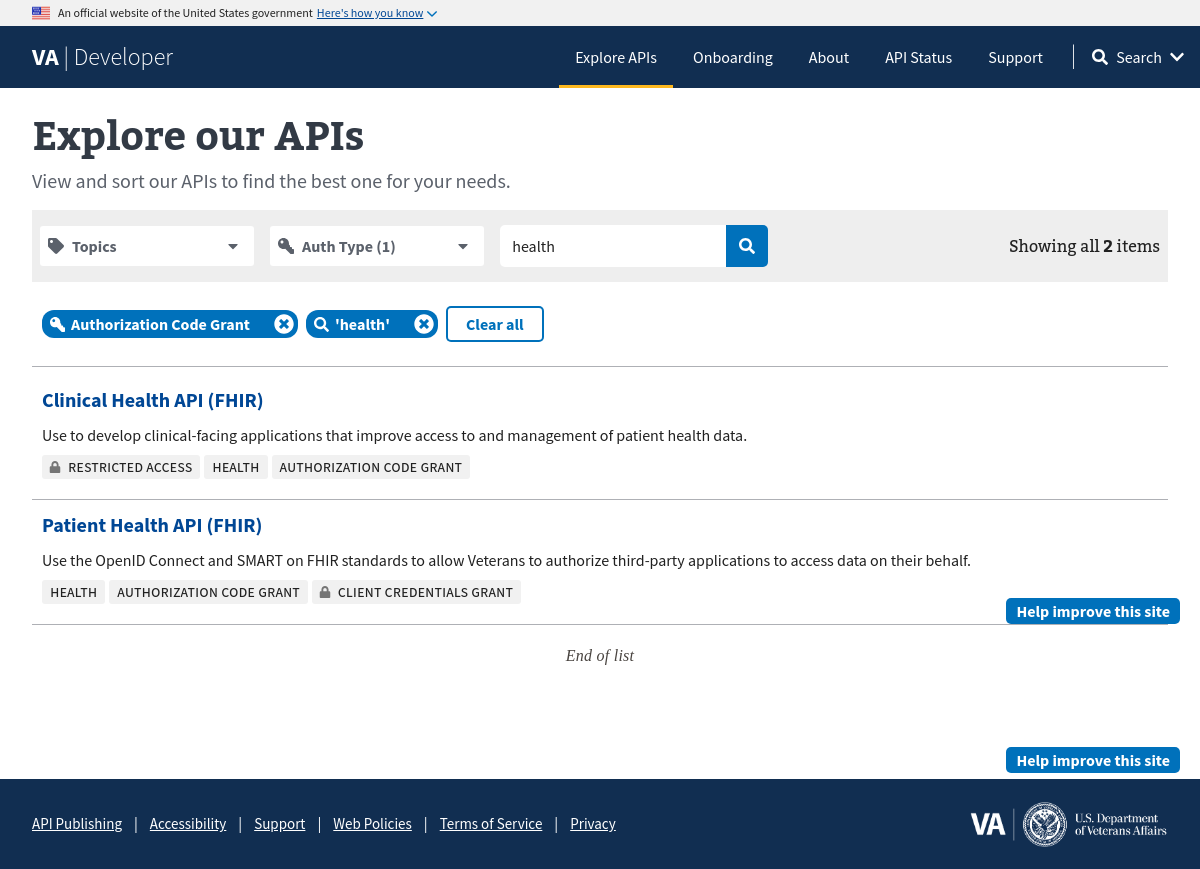 An official website of the United States government Here's how you know
VA | Developer
Explore APIs
Onboarding
About
API Status
Support
Search
Explore our APIs
View and sort our APIs to find the best one for your needs.
Topics
Auth Type (1)
health
Showing all 2 items
Authorization Code Grant
'health'
Clear all
Clinical Health API (FHIR)
Use to develop clinical-facing applications that improve access to and management of patient health data.
RESTRICTED ACCESS HEALTH AUTHORIZATION CODE GRANT
Patient Health API (FHIR)
Use the OpenID Connect and SMART on FHIR standards to allow Veterans to authorize third-party applications to access data on their behalf.
HEALTH AUTHORIZATION CODE GRANT CLIENT CREDENTIALS GRANT
Help improve this site
End of list
Help improve this site
API Publishing | Accessibility | Support | Web Policies | Terms of Service | Privacy
VA
U.S. Department
of Veterans Affairs